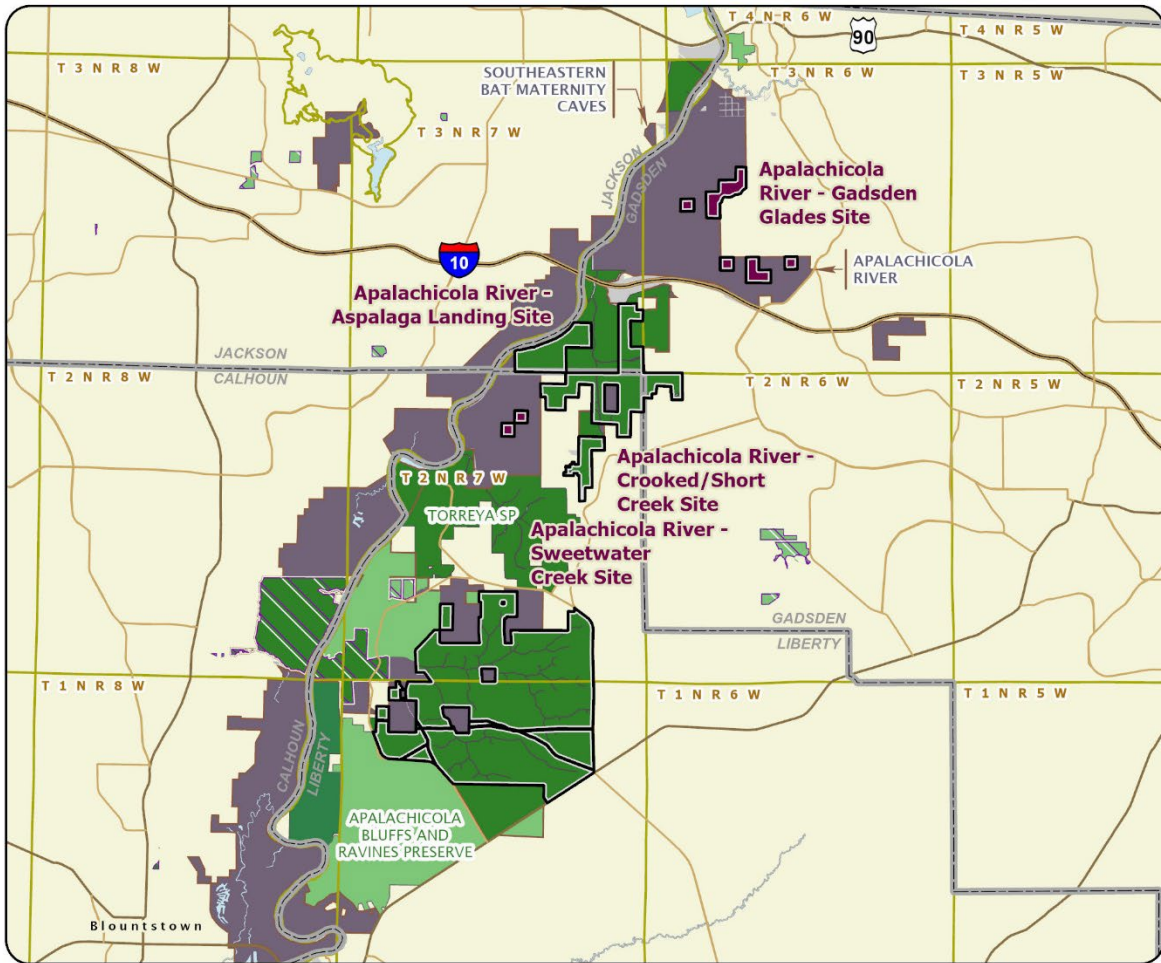 T 4 N R 6 W
T 4 N R 5 W
90
T 3 N R 8 W
T 3 N R 6 W
T 3 N R 5 W
SOUTHEASTERN
BAT MATERNITY
CAVES
T 3 N R 7 W
JACKSON
GADSDEN
Apalachicola
River - Gadsden
Glades Site
10
APALACHICOLA
RIVER
Apalachicola River -
Aspalaga Landing Site
JACKSON
CALHOUN
T 2 N R 8 W
T 2 N R 6 W
T 2 N R 5 W
Apalachicola River -
Crooked/Short
Creek Site
T 2 N R 7 W
TORREYA SP
Apalachicola River -
Sweetwater
Creek Site
GADSDEN
LIBERTY
T 1 N R 8 W
T 1 N R 6 W
T 1 N R 5 W
CALHOUN
LIBERTY
APALACHICOLA
BLUFFS AND
RAVINES PRESERVE
Blountstown